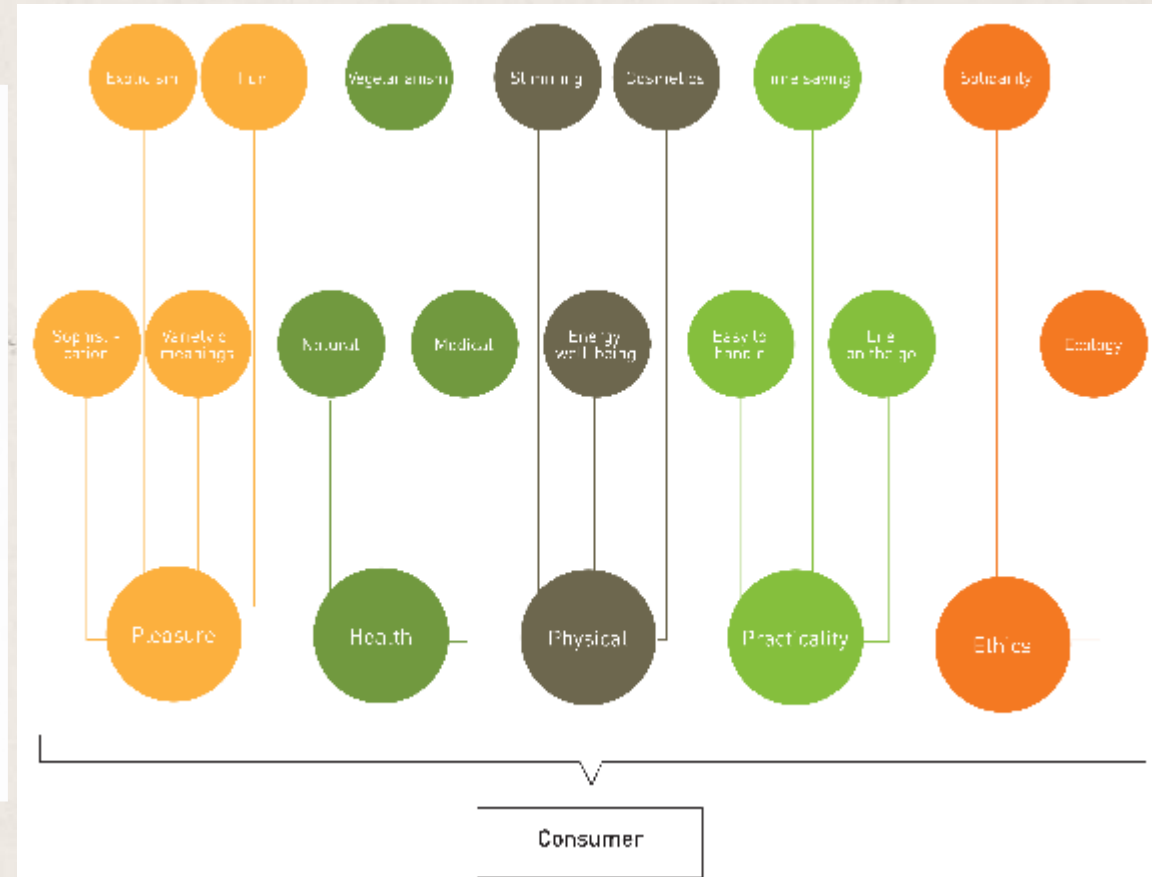 Exoticism
Fun
Vegetarianism
Slimming
Cosmetics
Time saving
Solidarity
Sophisti-
cation
Variety of
meanings
Natural
Medical
Energy
well being
Easy to
handle
Life
on the go
Ecology
Pleasure
Health
Physical
Practicality
Ethics
Consumer